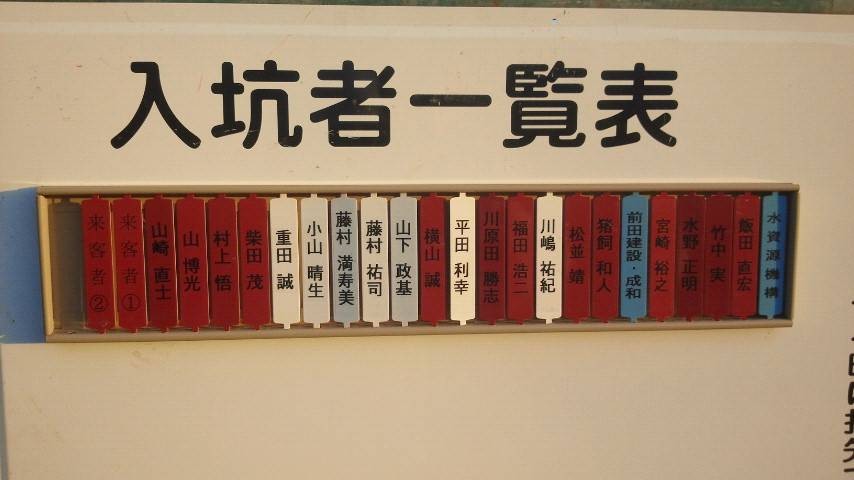 入坑者一覧表
水資源機構
飯田 直宏
竹中 実
水野 正明
宮崎 裕之
前田建設・成和
猪飼 和人
松並 靖
川嶋 祐紀
福田 浩二
川原田 勝志
平田 利幸
横山 誠
山下 政基
藤村 祐司
藤村 満寿美
小山 晴生
重田 誠
柴田 茂
村上 悟
山 博光
山崎 直士
来客者①
来客者②